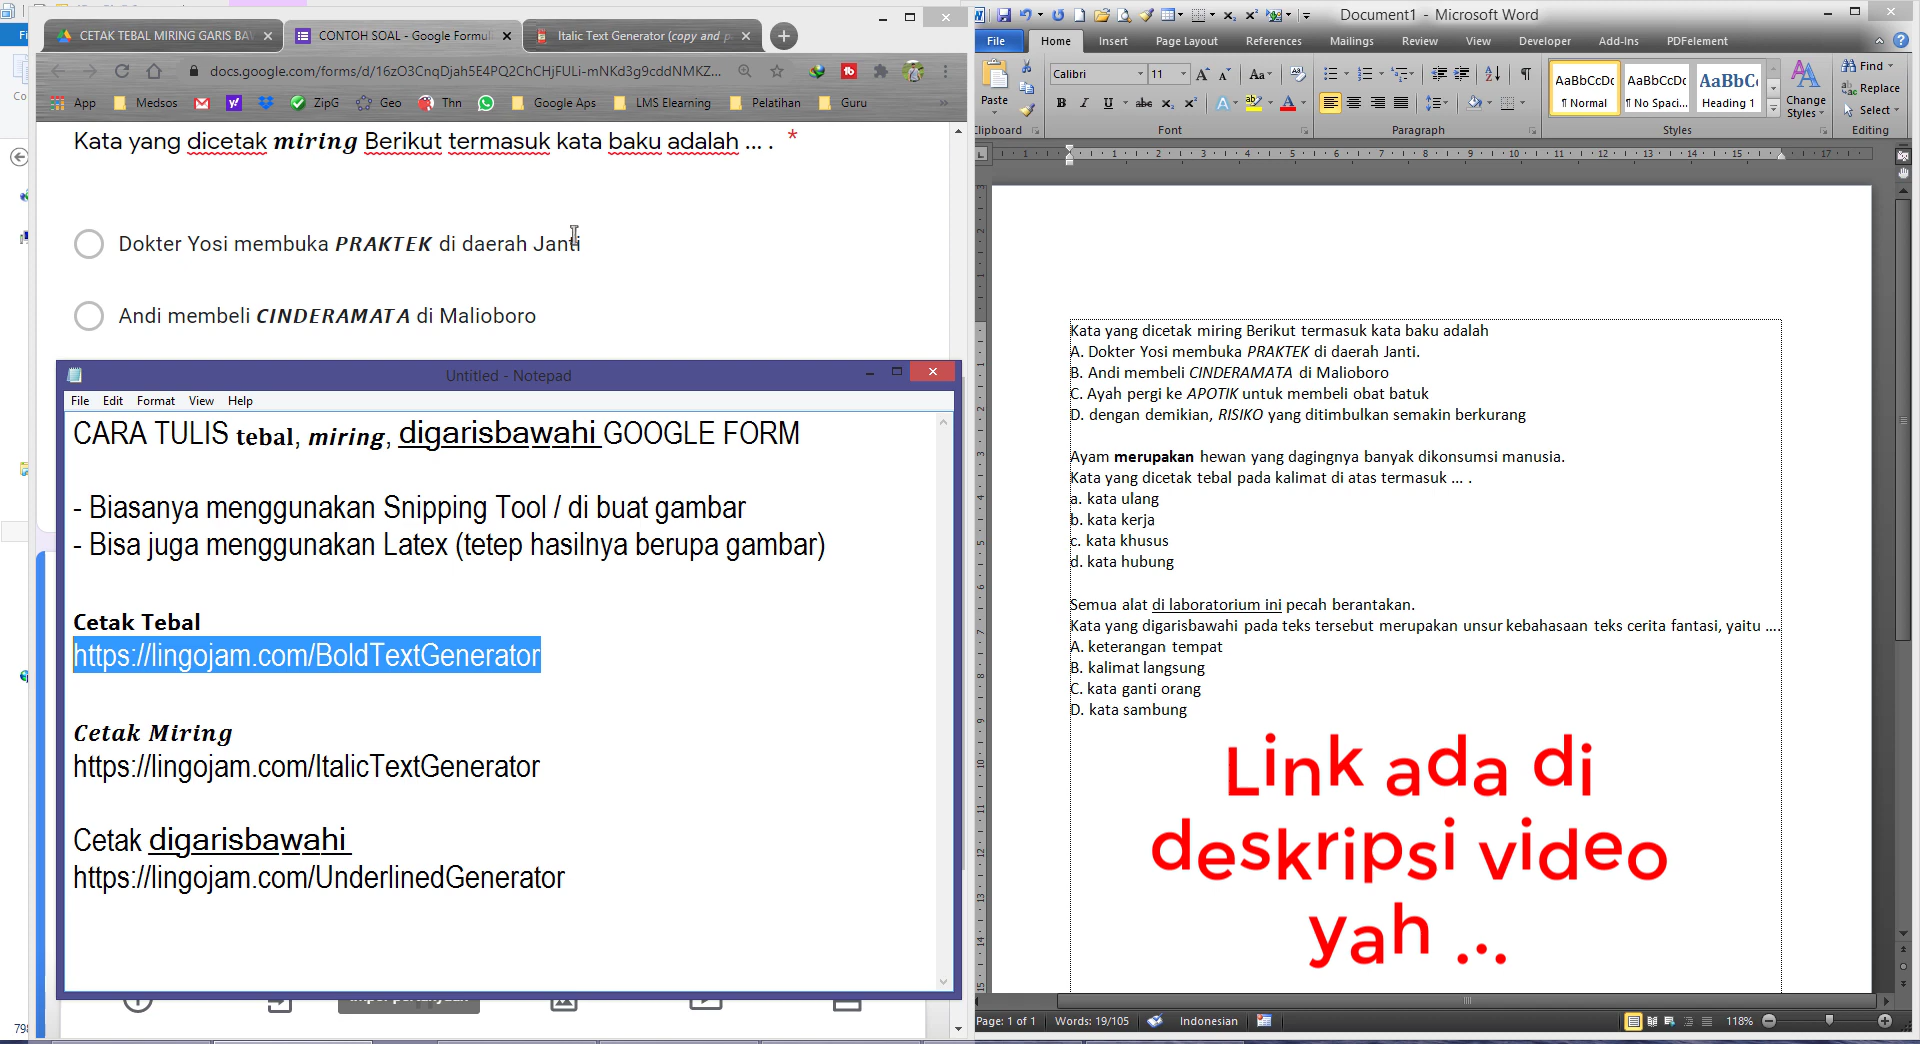 CETAK TEBAL MIRING GARIS BAW
CONTOH SOAL - Google Formul
Italic Text Generator (copy and p
docs.google.com/forms/d/16zO3CnqDjah5E4PQ2ChCHjFULi-mNKd3g9cddNMKZ...
App Medsos ZipG Geo Thn Google Aps LMS Elearning Pelatihan Guru »
Kata yang dicetak miring Berikut termasuk kata baku adalah ... . *
Dokter Yosi membuka PRAKTEK di daerah Janti
Andi membeli CINDERAMATA di Malioboro
Untitled - Notepad
File Edit Format View Help
CARA TULIS tebal, miring, digarisbawahi GOOGLE FORM
- Biasanya menggunakan Snipping Tool / di buat gambar
- Bisa juga menggunakan Latex (tetep hasilnya berupa gambar)
Cetak Tebal
https://lingojam.com/BoldTextGenerator
Cetak Miring
https://lingojam.com/ItalicTextGenerator
Cetak digarisbawahi
https://lingojam.com/UnderlinedGenerator
Document1 - Microsoft Word
File Home Insert Page Layout References Mailings Review View Developer Add-Ins PDFelement
Calibri 11
Paste
AaBbCcDc AaBbCcDc AaBbC
¶ Normal ¶ No Spaci... Heading 1
Change Styles
Find
Replace
Select
Clipboard Font Paragraph Styles Editing
Kata yang dicetak miring Berikut termasuk kata baku adalah
A. Dokter Yosi membuka PRAKTEK di daerah Janti.
B. Andi membeli CINDERAMATA di Malioboro
C. Ayah pergi ke APOTIK untuk membeli obat batuk
D. dengan demikian, RISIKO yang ditimbulkan semakin berkurang
Ayam merupakan hewan yang dagingnya banyak dikonsumsi manusia.
Kata yang dicetak tebal pada kalimat di atas termasuk ... .
a. kata ulang
b. kata kerja
c. kata khusus
d. kata hubung
Semua alat di laboratorium ini pecah berantakan.
Kata yang digarisbawahi pada teks tersebut merupakan unsur kebahasaan teks cerita fantasi, yaitu ....
A. keterangan tempat
B. kalimat langsung
C. kata ganti orang
D. kata sambung
Link ada di
deskripsi video
yah ...
Page: 1 of 1 Words: 19/105 Indonesian 118%